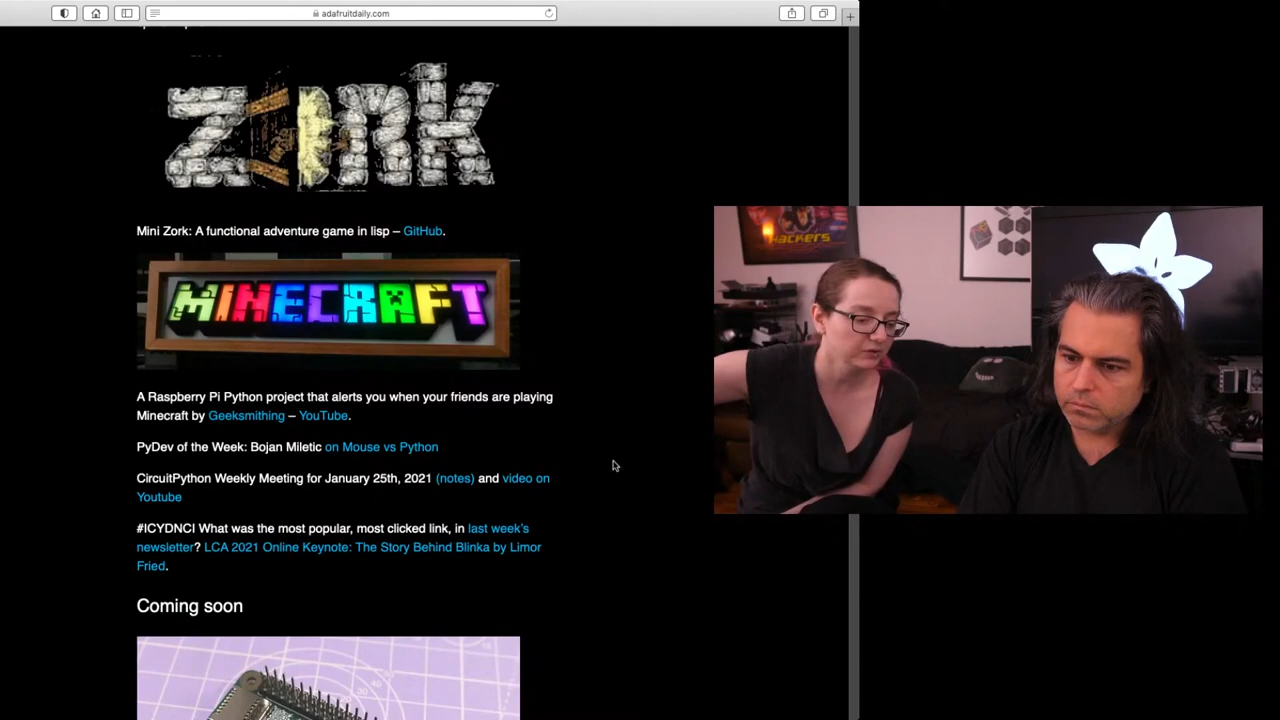 adafruitdaily.com
ZORK
Mini Zork: A functional adventure game in lisp – GitHub.
MINECRAFT
A Raspberry Pi Python project that alerts you when your friends are playing
Minecraft by Geeksmithing – YouTube.
PyDev of the Week: Bojan Miletic on Mouse vs Python
CircuitPython Weekly Meeting for January 25th, 2021 (notes) and video on
Youtube
#ICYDNCI What was the most popular, most clicked link, in last week's
newsletter? LCA 2021 Online Keynote: The Story Behind Blinka by Limor
Fried.
Coming soon
HACKERS